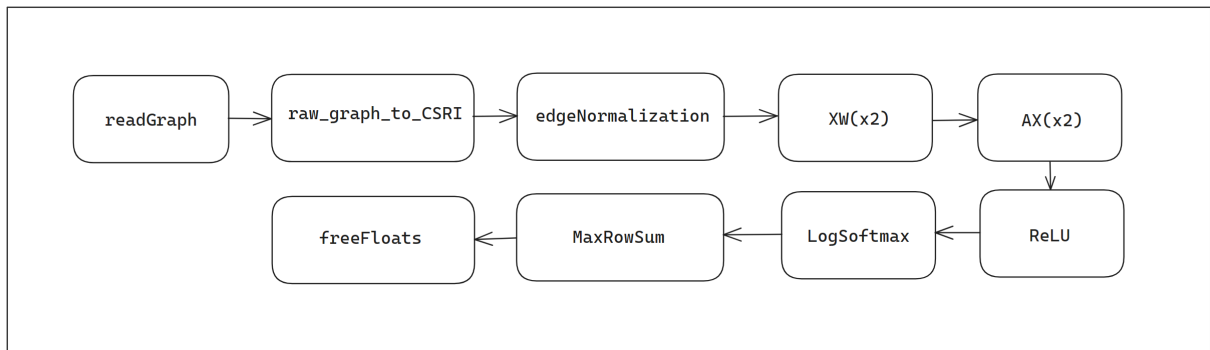 readGraph
raw_graph_to_CSRI
edgeNormalization
XW(x2)
AX(x2)
freeFloats
MaxRowSum
LogSoftmax
ReLU